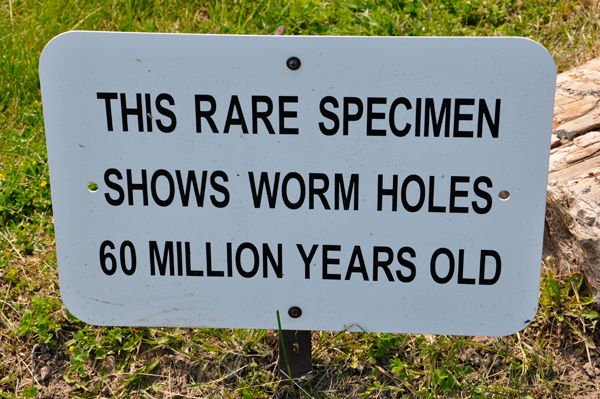 THIS RARE SPECIMEN
SHOWS WORM HOLES
60 MILLION YEARS OLD